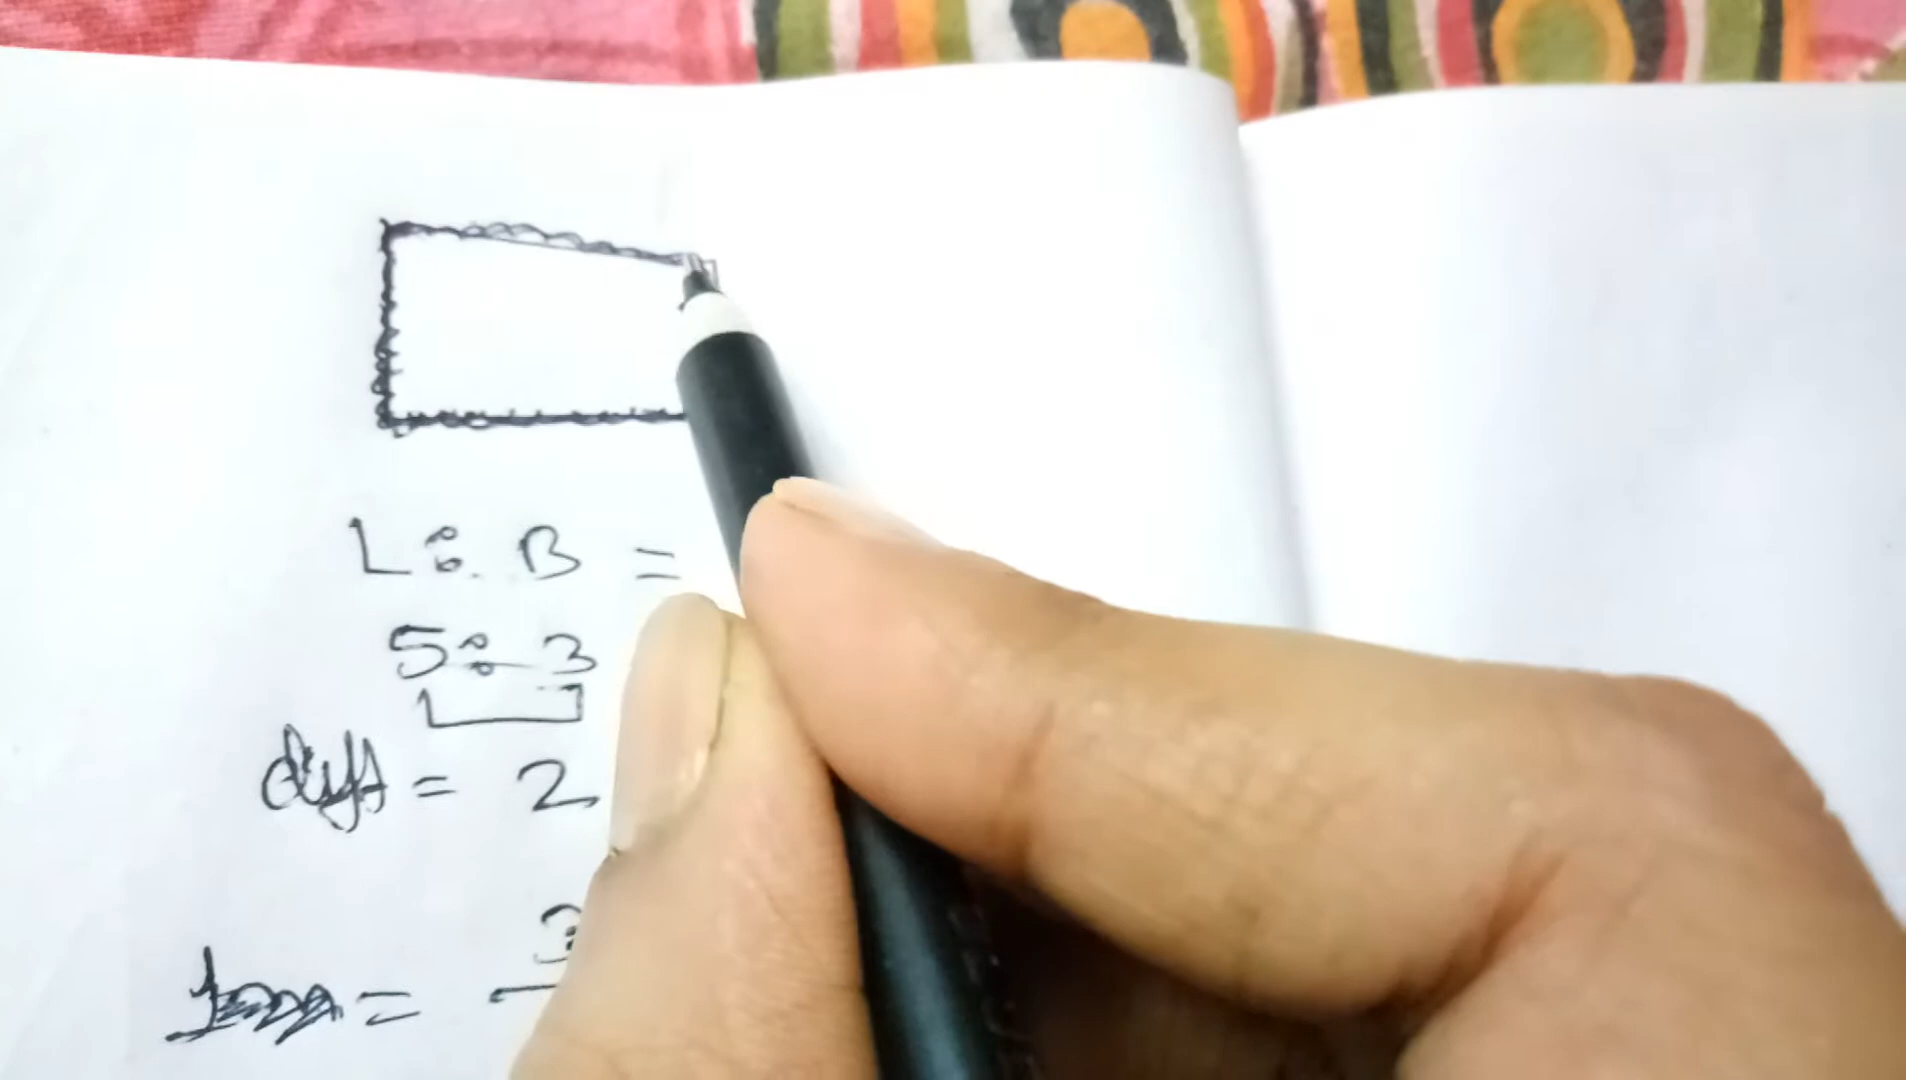 L : B =
5 : 3
diff = 2
=